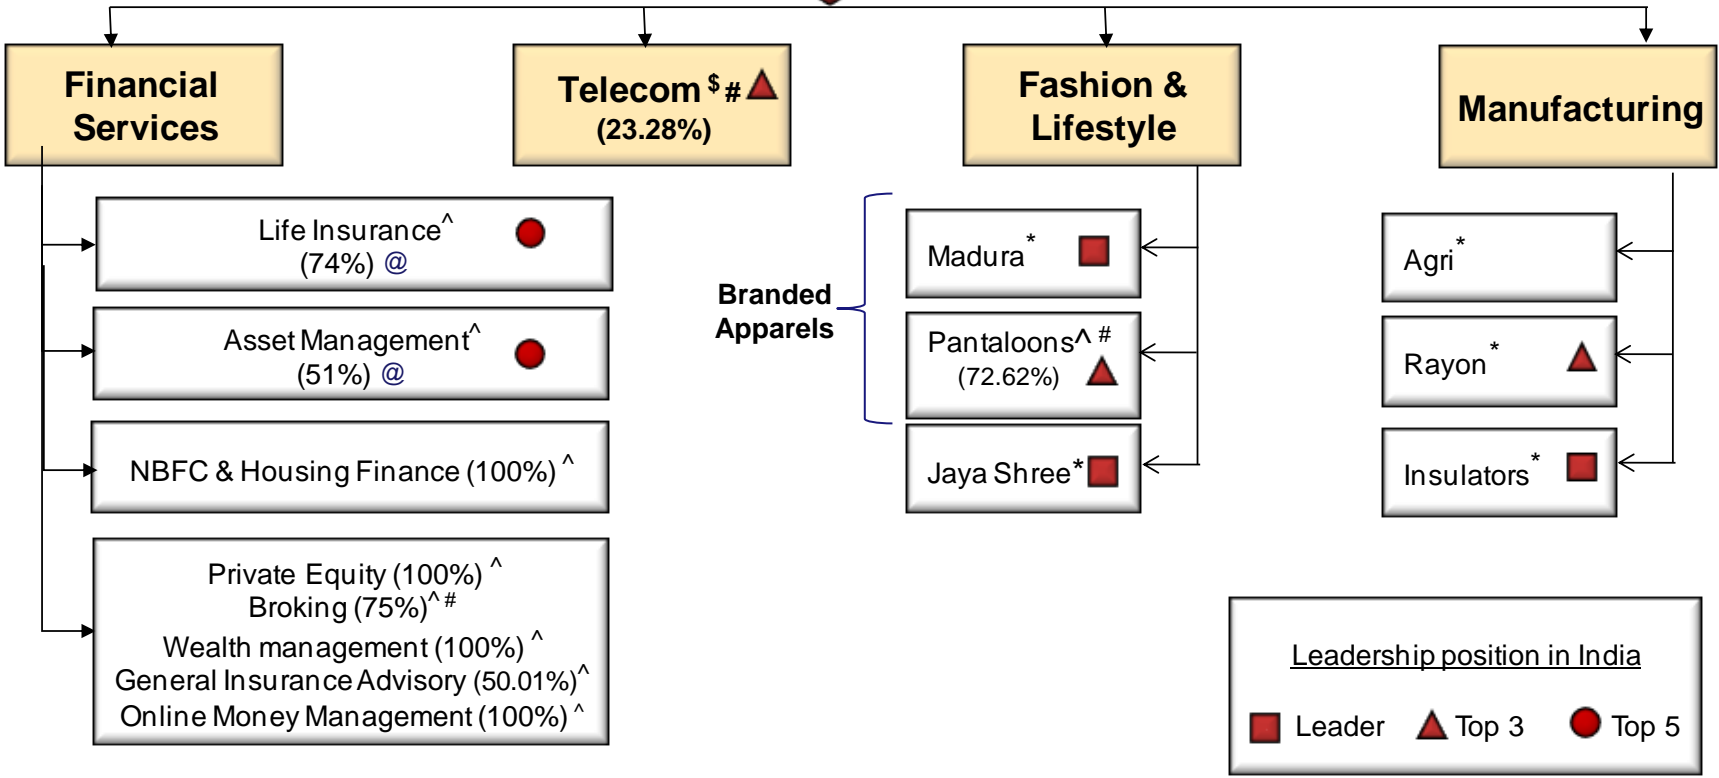 Financial
Services
Telecom $ #
(23.28%)
Fashion &
Lifestyle
Manufacturing
Life Insurance^
(74%) @
Asset Management^
(51%) @
NBFC & Housing Finance (100%) ^
Private Equity (100%) ^
Broking (75%)^ #
Wealth management (100%) ^
General Insurance Advisory (50.01%)^
Online Money Management (100%) ^
Branded
Apparels
Madura*
Pantaloons^ #
(72.62%)
Jaya Shree*
Agri*
Rayon*
Insulators*
Leadership position in India
Leader Top 3 Top 5